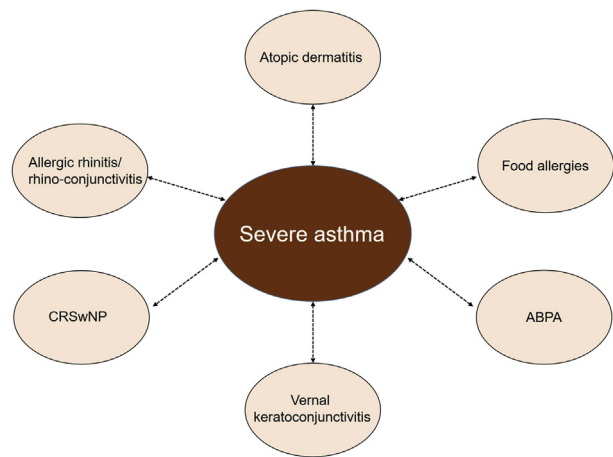 Atopic dermatitis
Allergic rhinitis/
rhino-conjunctivitis
Food allergies
Severe asthma
CRSwNP
ABPA
Vernal
keratoconjunctivitis